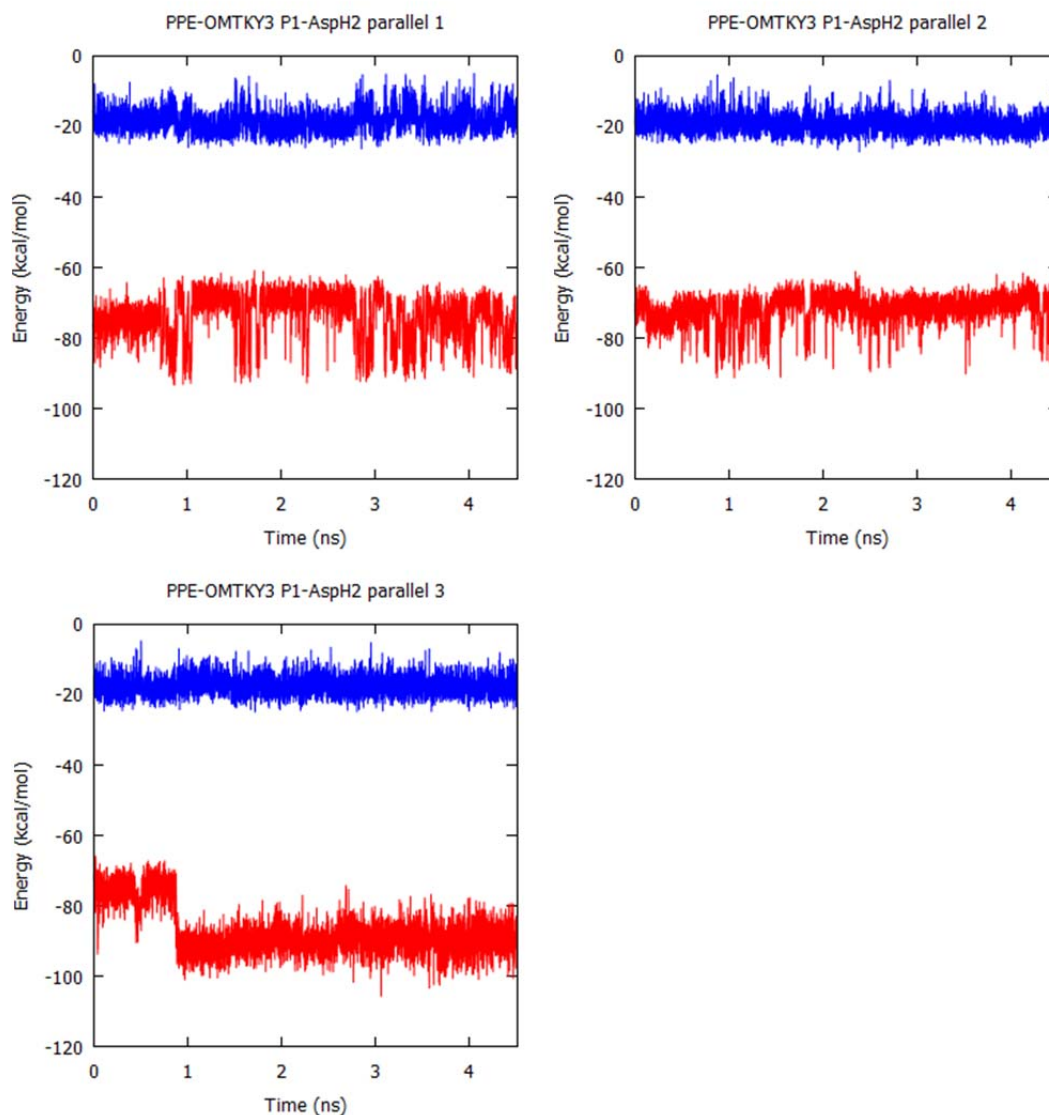 PPE-OMTKY3 P1-AspH2 parallel 1
0
-20
-40
-60
-80
-100
-120
Energy (kcal/mol)
0 1 2 3 4
Time (ns)
PPE-OMTKY3 P1-AspH2 parallel 2
0
-20
-40
-60
-80
-100
-120
Energy (kcal/mol)
0 1 2 3 4
Time (ns)
PPE-OMTKY3 P1-AspH2 parallel 3
0
-20
-40
-60
-80
-100
-120
Energy (kcal/mol)
0 1 2 3 4
Time (ns)